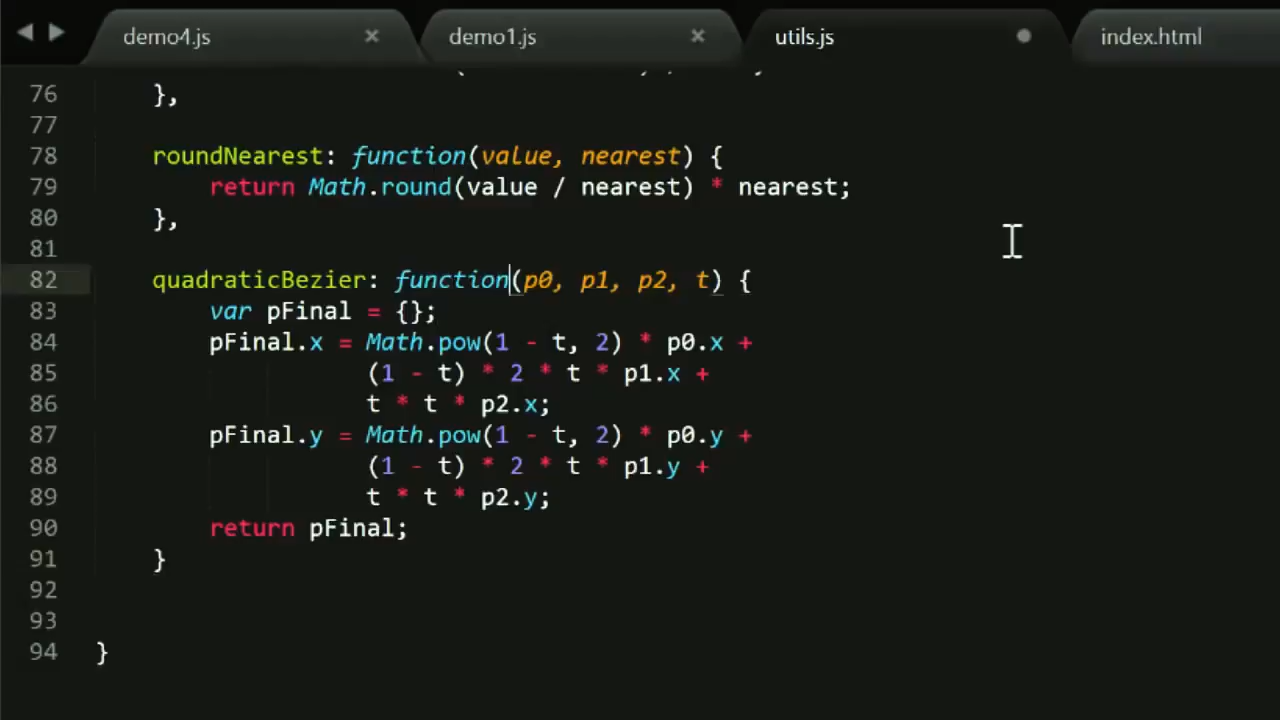 demo4.js × demo1.js × utils.js index.html
76 },
77
78 roundNearest: function(value, nearest) {
79 return Math.round(value / nearest) * nearest;
80 },
81
82 quadraticBezier: function(p0, p1, p2, t) {
83 var pFinal = {};
84 pFinal.x = Math.pow(1 - t, 2) * p0.x +
85 (1 - t) * 2 * t * p1.x +
86 t * t * p2.x;
87 pFinal.y = Math.pow(1 - t, 2) * p0.y +
88 (1 - t) * 2 * t * p1.y +
89 t * t * p2.y;
90 return pFinal;
91 }
92
93
94 }